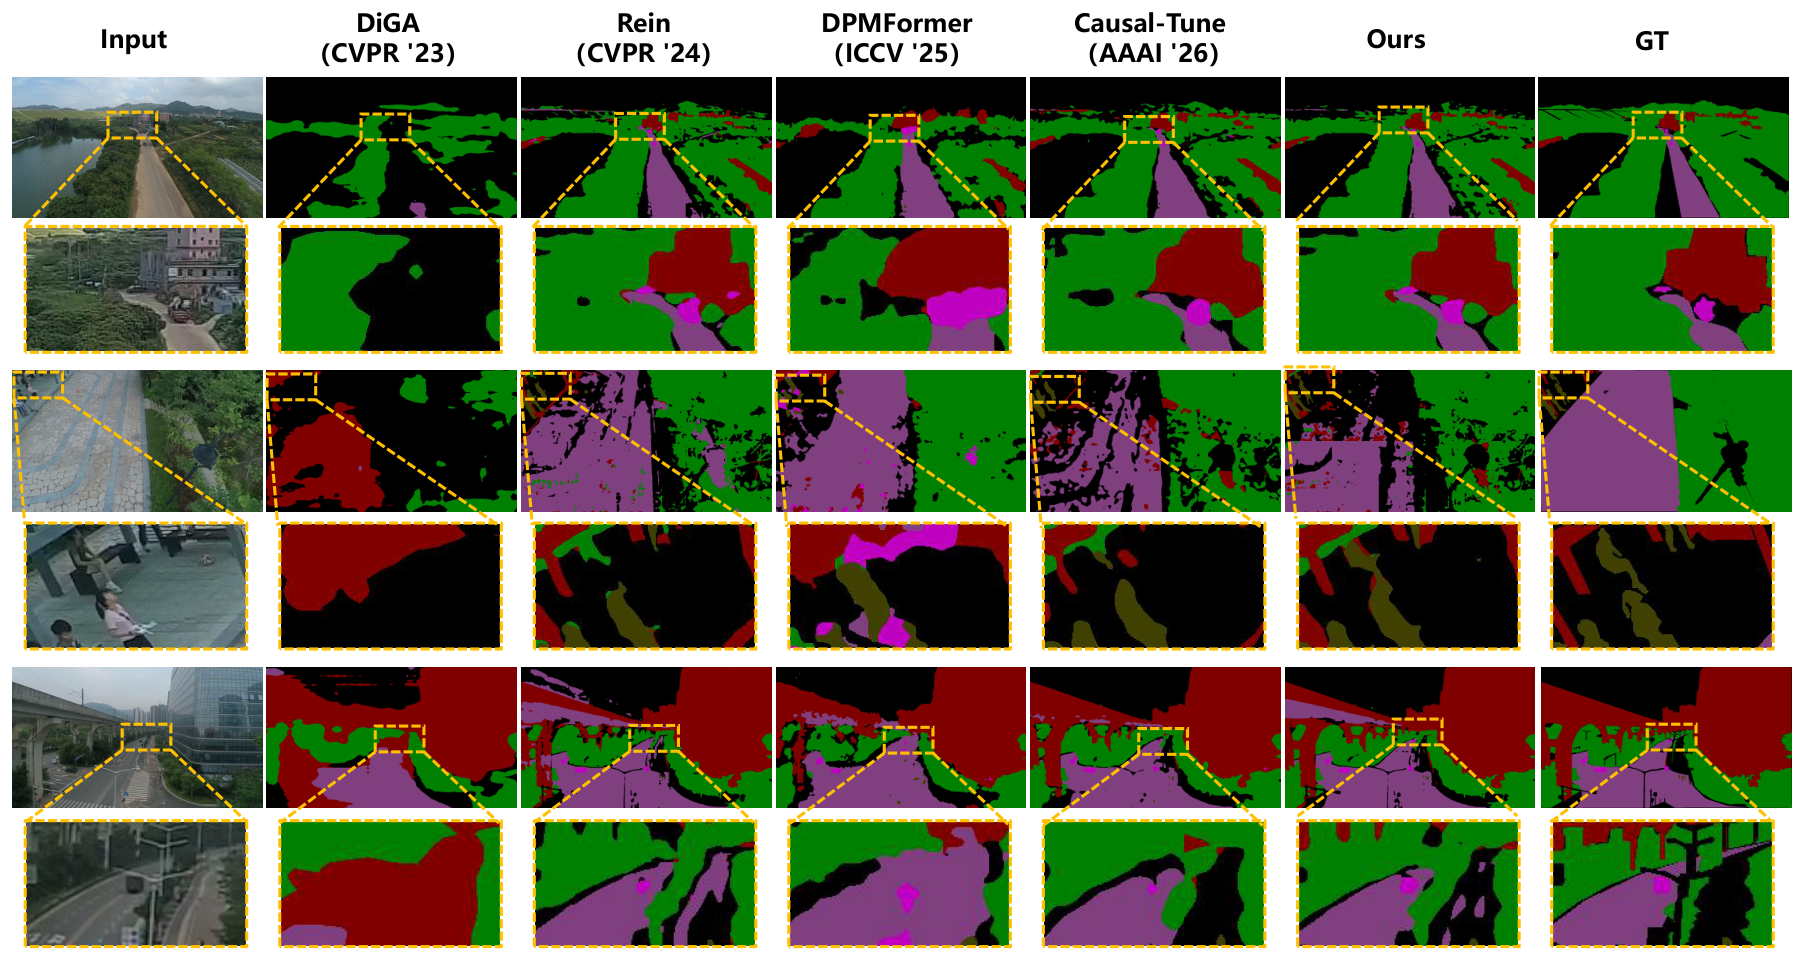 Input
DiGA
(CVPR '23)
Rein
(CVPR '24)
DPMFormer
(ICCV '25)
Causal-Tune
(AAAI '26)
Ours
GT